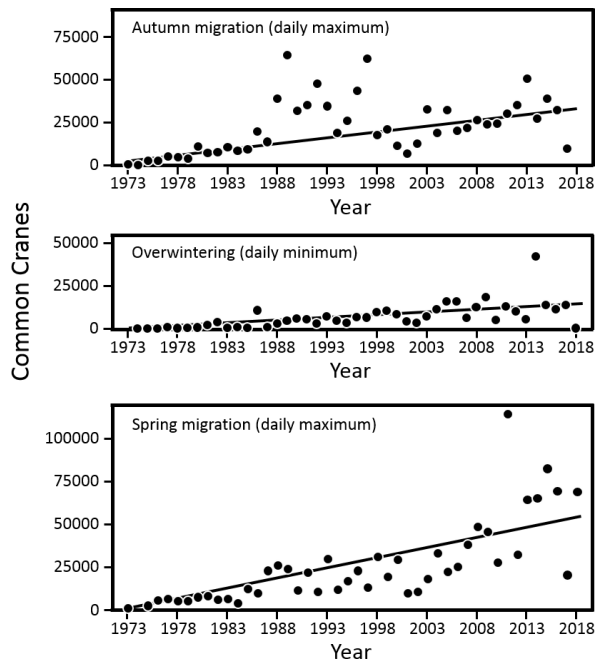 Common Cranes
Autumn migration (daily maximum)
75000
50000
25000
0
1973 1978 1983 1988 1993 1998 2003 2008 2013 2018
Year
Overwintering (daily minimum)
50000
25000
0
1973 1978 1983 1988 1993 1998 2003 2008 2013 2018
Year
Spring migration (daily maximum)
100000
75000
50000
25000
0
1973 1978 1983 1988 1993 1998 2003 2008 2013 2018
Year